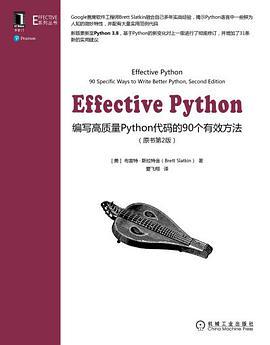 EFFECTIVE
系列丛书
Pearson
Google资深软件工程师Brett Slatkin融合自己多年实战经验,揭示Python语言中一些鲜为
人知的微妙特性,并配有大量实用范例代码
新版更新至Python 3.8,基于Python的新变化对上一版进行了彻底修订,并增加了31条
新的实用建议
Effective Python
90 Specific Ways to Write Better Python, Second Edition
Effective Python
编写高质量Python代码的90个有效方法
(原书第2版)
[美] 布雷特·斯拉特金(Brett Slatkin) 著
爱飞翔 译
机械工业出版社
China Machine Press